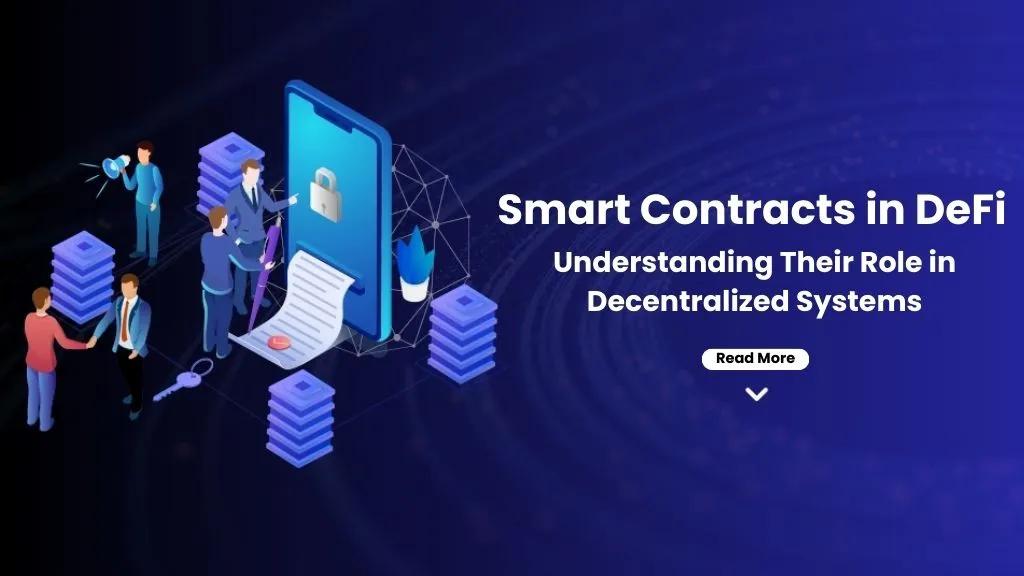 Smart Contracts in DeFi
Understanding Their Role in
Decentralized Systems
Read More